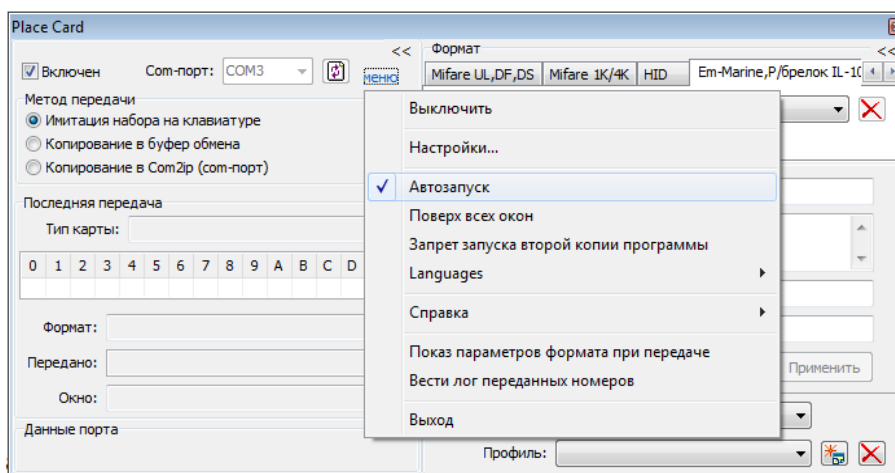 Place Card
<<
Включен
Com-порт:
COM3
меню
Метод передачи
Имитация набора на клавиатуре
Копирование в буфер обмена
Копирование в Com2ip (com-порт)
Последняя передача
Тип карты:
0 1 2 3 4 5 6 7 8 9 A B C D
Формат:
Передано:
Окно:
Данные порта
Выключить
Настройки...
Автозапуск
Поверх всех окон
Запрет запуска второй копии программы
Languages
Справка
Показ параметров формата при передаче
Вести лог переданных номеров
Выход
Формат
<<
Mifare UL,DF,DS
Mifare 1K/4K
HID
Em-Marine,P/брелок IL-10
Применить
Профиль: